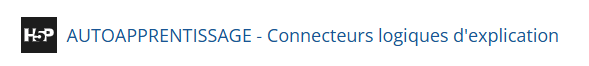 H5P AUTOAPPRENTISSAGE - Connecteurs logiques d'explication